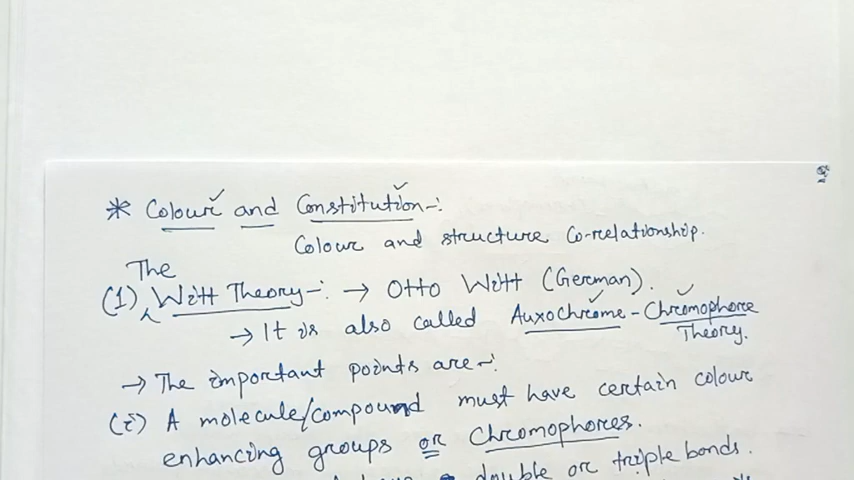 * Colour and Constitution-:
Colour and structure Co-relationship.
The
(1) Witt Theory-: → Otto Witt (German).
→ It is also called Auxochrome-Chromophore
Theory.
→ The important points are-:
(i) A molecule/compound must have certain colour
enhancing groups or Chromophores.
double or triple bonds.